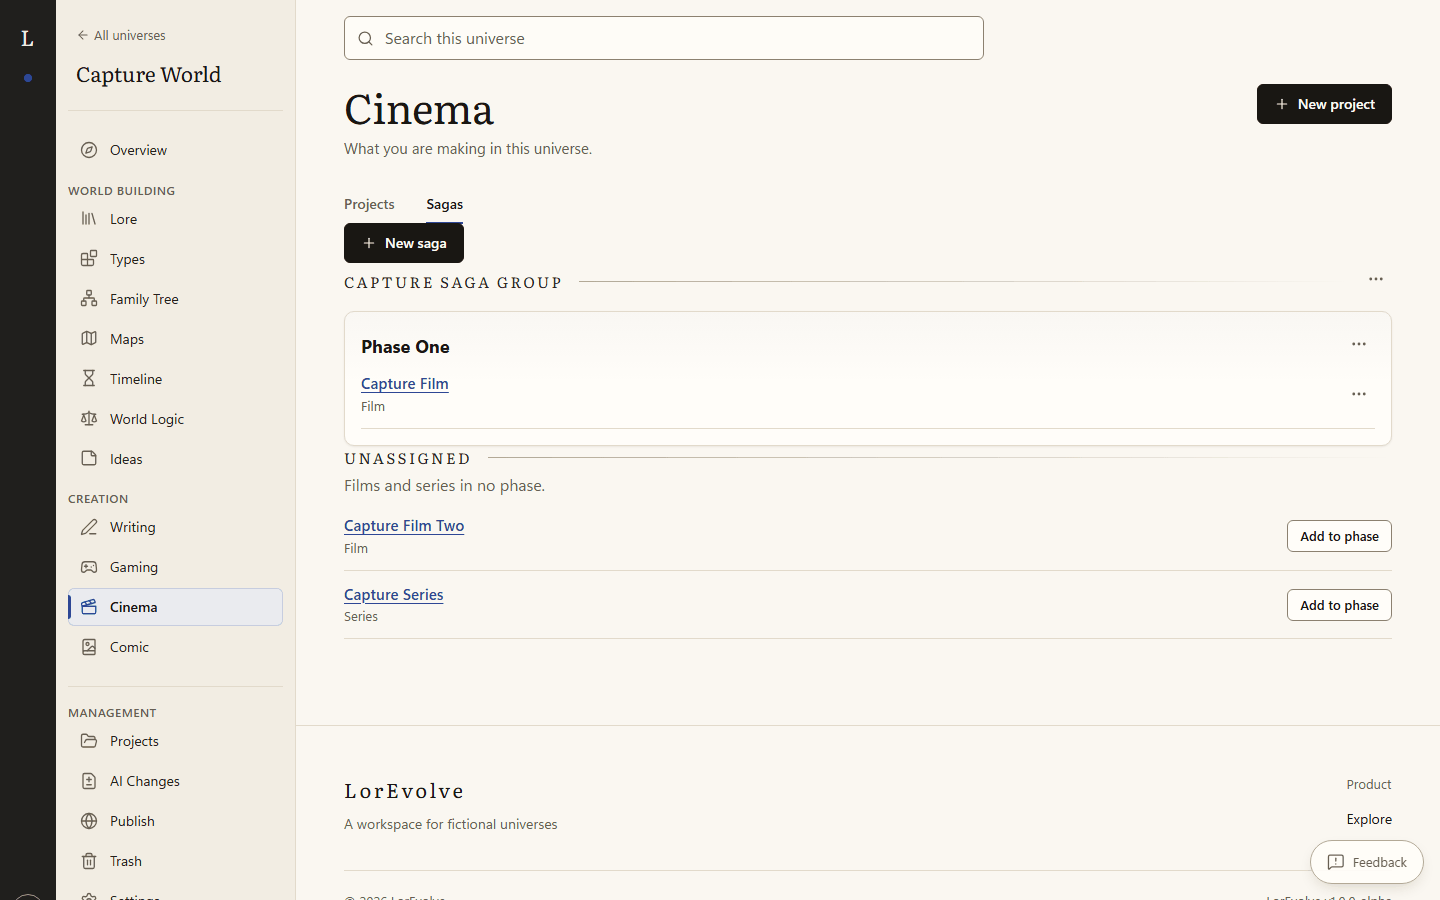 L
All universes
Capture World
Overview
WORLD BUILDING
Lore
Types
Family Tree
Maps
Timeline
World Logic
Ideas
CREATION
Writing
Gaming
Cinema
Comic
MANAGEMENT
Projects
AI Changes
Publish
Trash
Settings
Search this universe
Cinema
New project
What you are making in this universe.
Projects
Sagas
New saga
CAPTURE SAGA GROUP
Phase One
Capture Film
Film
UNASSIGNED
Films and series in no phase.
Capture Film Two
Film
Add to phase
Capture Series
Series
Add to phase
LorEvolve
Product
A workspace for fictional universes
Explore
Feedback
© 2026 LorEvolve